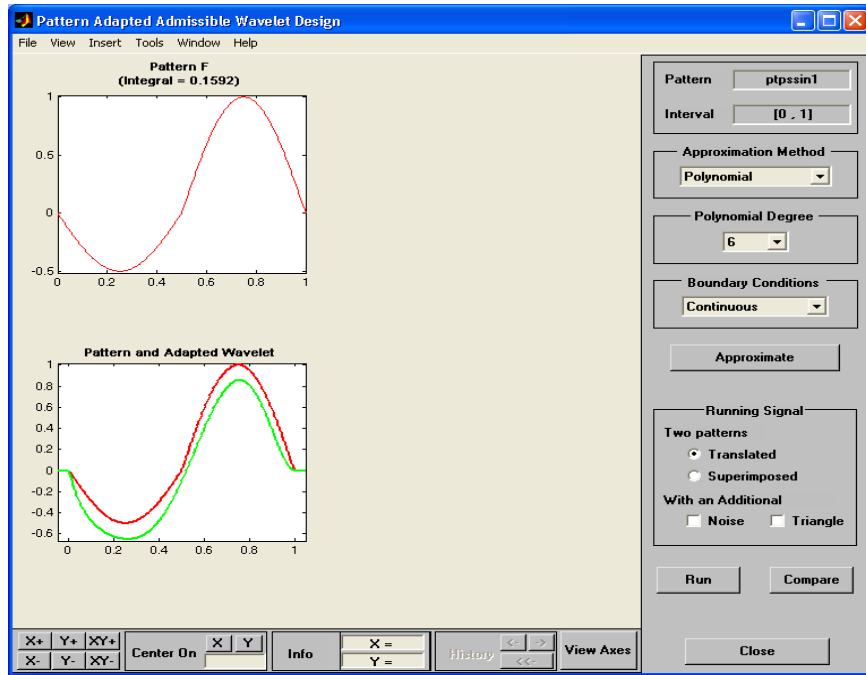 Pattern Adapted Admissible Wavelet Design
File View Insert Tools Window Help
Pattern F
(Integral = 0.1592)
1
0.5
0
-0.5
0 0.2 0.4 0.6 0.8 1
Pattern and Adapted Wavelet
1
0.8
0.6
0.4
0.2
0
-0.2
-0.4
-0.6
0 0.2 0.4 0.6 0.8 1
Pattern ptpssin1
Interval [0 , 1]
Approximation Method
Polynomial
Polynomial Degree
6
Boundary Conditions
Continuous
Approximate
Running Signal
Two patterns
Translated
Superimposed
With an Additional
Noise Triangle
Run Compare
Close
X+ Y+ XY+
X- Y- XY-
Center On X Y
Info X =
Y =
History <- ->
<<-
View Axes